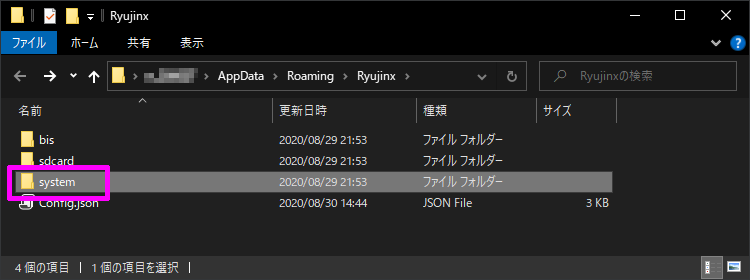 Ryujinx
ファイル ホーム 共有 表示
AppData Roaming Ryujinx Ryujinxの検索
名前 更新日時 種類 サイズ
bis 2020/08/29 21:53 ファイル フォルダー
sdcard 2020/08/29 21:53 ファイル フォルダー
system 2020/08/29 21:53 ファイル フォルダー
Config.json 2020/08/30 14:44 JSON File 3 KB
4 個の項目 1 個の項目を選択